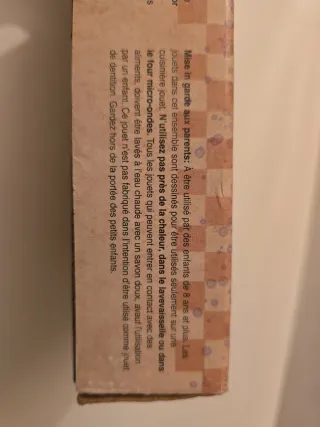 Mise in garde aux parents: À être utilisé par des enfants de 8 ans et plus. Les
jouets dans cet ensemble sont dessinés pour être utilisés seulement sur une
cuisinière jouet. N'utilisez pas près de la chaleur, dans le lavevaisselle ou dans
le four micro-ondes. Tous les jouets qui peuvent entrer en contact avec des
aliments, doivent être lavés à l'eau chaude avec un savon doux, avant l'utilisation
par un enfant. Ce jouet n'est pas fabriqué dans l'intention d'être utilisé comme jouet
de dentition. Gardez hors de la portée des petits enfants.